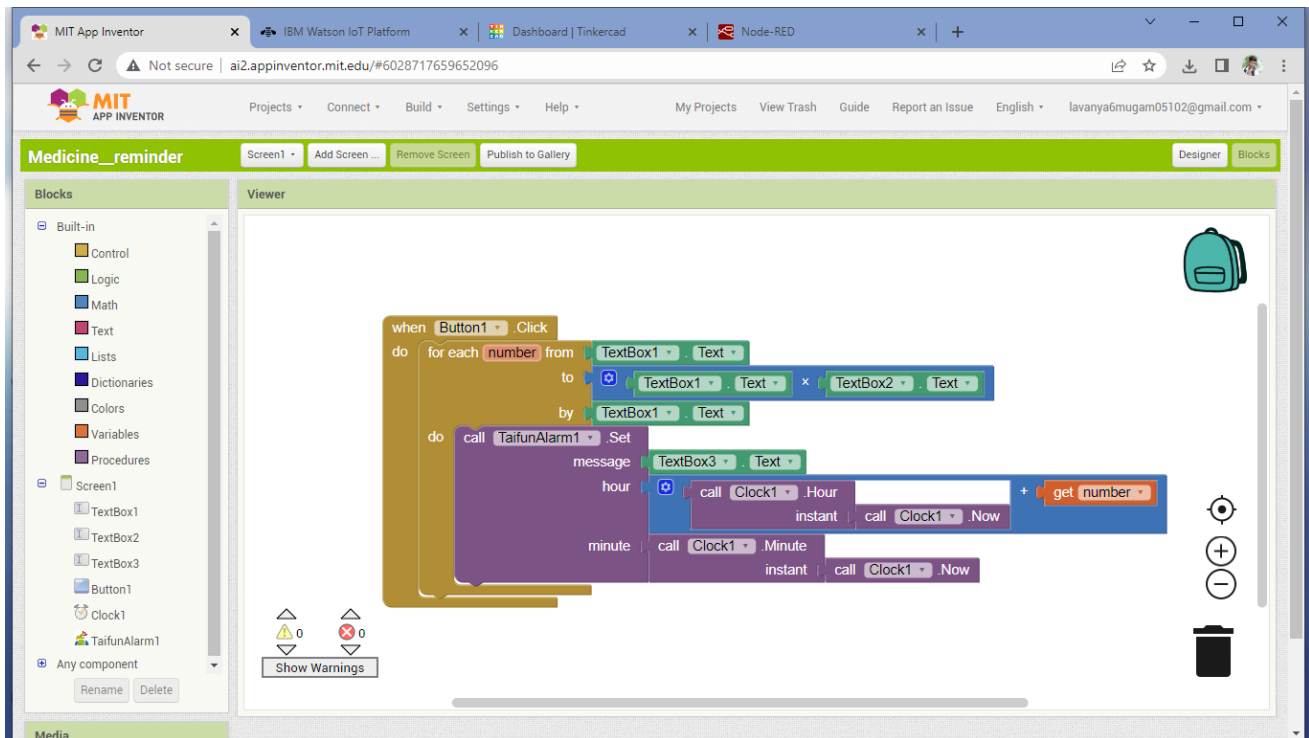 MIT App Inventor
IBM Watson IoT Platform
Dashboard | Tinkercad
Node-RED
Not secure | ai2.appinventor.mit.edu/#6028717659652096
MIT
APP INVENTOR
Projects Connect Build Settings Help My Projects View Trash Guide Report an Issue English lavanya6mugam05102@gmail.com
Medicine__reminder Screen1 Add Screen ... Remove Screen Publish to Gallery Designer Blocks
Blocks
Viewer
Built-in
Control
Logic
Math
Text
Lists
Dictionaries
Colors
Variables
Procedures
Screen1
TextBox1
TextBox2
TextBox3
Button1
Clock1
TaifunAlarm1
Any component
Rename Delete
Media
when Button1 .Click
do for each number from TextBox1 . Text
to TextBox1 . Text × TextBox2 . Text
by TextBox1 . Text
do call TaifunAlarm1 .Set
message TextBox3 . Text
hour call Clock1 .Hour + get number
instant call Clock1 .Now
minute call Clock1 .Minute
instant call Clock1 .Now
0 0
Show Warnings